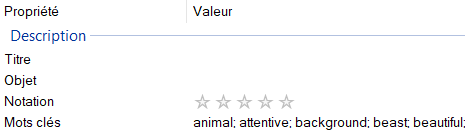 Propriété Valeur
Description
Titre
Objet
Notation
Mots clés animal; attentive; background; beast; beautiful;